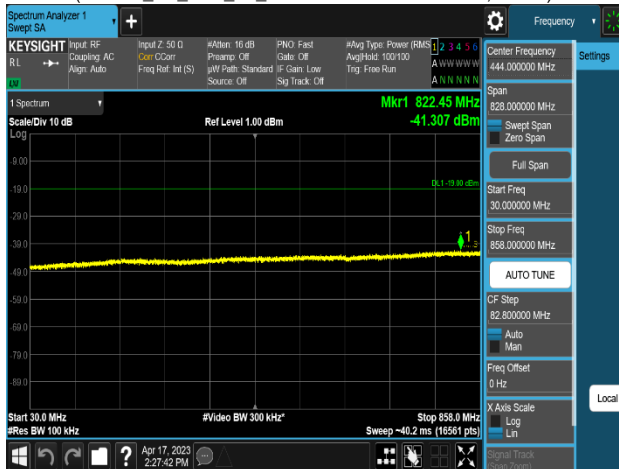 Spectrum Analyzer 1
Swept SA
Frequency
KEYSIGHT
RL
Input: RF
Coupling: AC
Align: Auto
Input Z: 50 Ω
Corr CCorr
Freq Ref: Int (S)
#Atten: 16 dB
Preamp: Off
µW Path: Standard
Source: Off
PNO: Fast
Gate: Off
IF Gain: Low
Sig Track: Off
#Avg Type: Power (RMS
Avg|Hold: 100/100
Trig: Free Run
1 2 3 4 5 6
A W W W W W
A N N N N N
1 Spectrum
Scale/Div 10 dB
Log
Ref Level 1.00 dBm
Mkr1 822.45 MHz
-41.307 dBm
-9.00
-19.0
DL1 -19.00 dBm
-29.0
-39.0
1
-49.0
-59.0
-69.0
-79.0
-89.0
Start 30.0 MHz
#Res BW 100 kHz
#Video BW 300 kHz*
Stop 858.0 MHz
Sweep ~40.2 ms (16561 pts)
Apr 17, 2023
2:27:42 PM
Center Frequency
444.000000 MHz
Settings
Span
828.000000 MHz
Swept Span
Zero Span
Full Span
Start Freq
30.000000 MHz
Stop Freq
858.000000 MHz
AUTO TUNE
CF Step
82.800000 MHz
Auto
Man
Freq Offset
0 Hz
Local
X Axis Scale
Log
Lin
Signal Track
(Span Zoom)